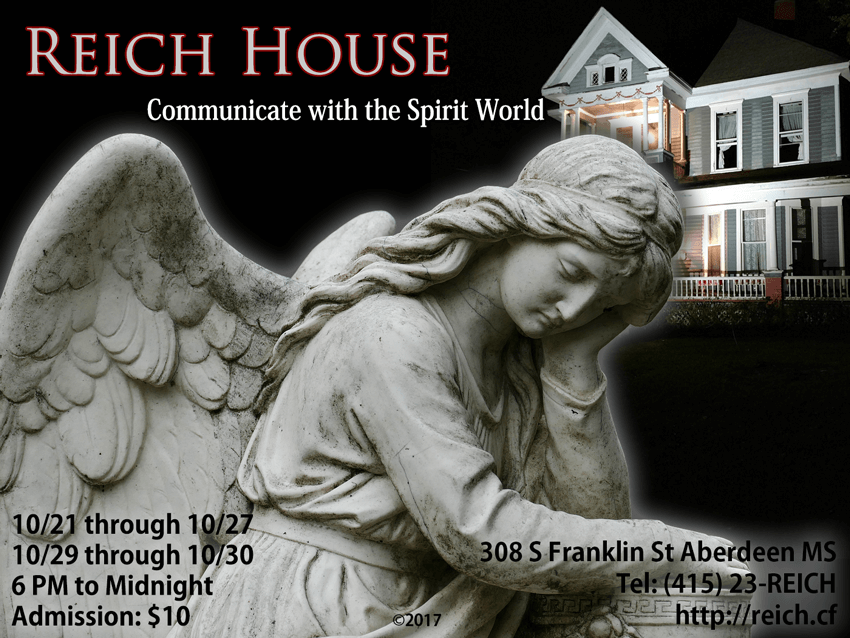 REICH HOUSE
Communicate with the Spirit World
10/21 through 10/27
10/29 through 10/30
6 PM to Midnight
Admission: $10
©2017
308 S Franklin St Aberdeen MS
Tel: (415) 23-REICH
http://reich.cf